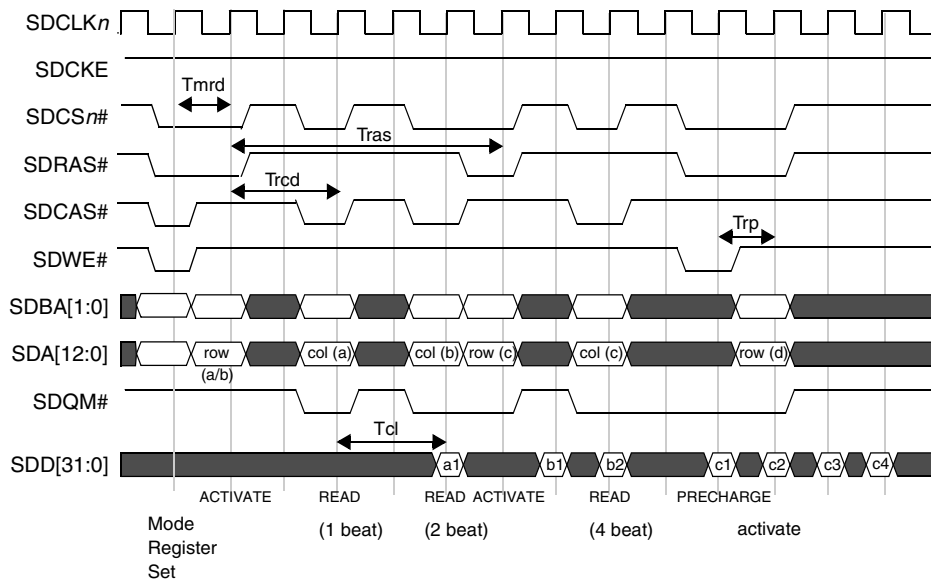 SDCLKn
SDCKE
Tmrd
SDCSn#
Tras
SDRAS#
Trcd
SDCAS#
Trp
SDWE#
SDBA[1:0]
SDA[12:0] row col (a) col (b) row (c) col (c) row (d)
(a/b)
SDQM#
Tcl
SDD[31:0] a1 b1 b2 c1 c2 c3 c4
ACTIVATE READ READ ACTIVATE READ PRECHARGE
Mode (1 beat) (2 beat) (4 beat) activate
Register
Set